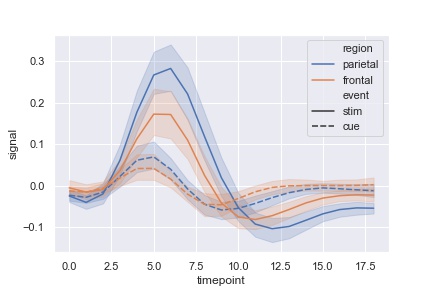 region
parietal
frontal
event
stim
cue
signal
0.3
0.2
0.1
0.0
−0.1
0.0 2.5 5.0 7.5 10.0 12.5 15.0 17.5
timepoint